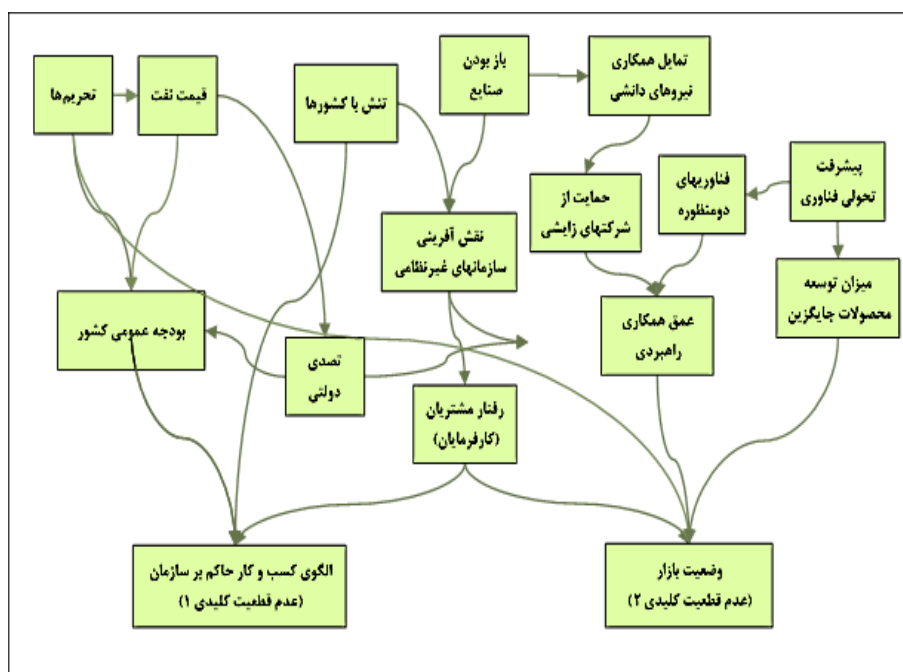 باز بودن
صنایع
تمایل همکاری
نیروهای دانشی
تحریم‌ها
قیمت نفت
تنش با کشورها
پیشرفت
تحولی فناوری
فناوریهای
دومنظوره
حمایت از
شرکتهای زایشی
نقش آفرینی
سازمانهای غیرنظامی
میزان توسعه
محصولات جایگزین
بودجه عمومی کشور
عمق همکاری
راهبردی
تصدی
دولتی
رفتار مشتریان
(کارفرمایان)
الگوی کسب و کار حاکم بر سازمان
(عدم قطعیت کلیدی ۱)
وضعیت بازار
(عدم قطعیت کلیدی ۲)